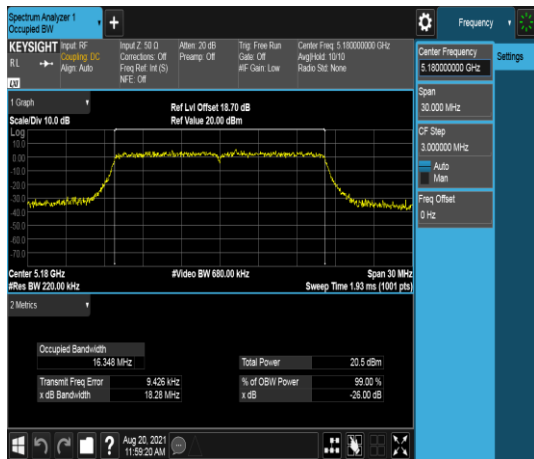 Spectrum Analyzer 1
Occupied BW
+
Frequency
KEYSIGHT Input: RF Input Z: 50 Ω Atten: 20 dB Trig: Free Run Center Freq: 5.180000000 GHz
RL Coupling: DC Corrections: Off Preamp: Off Gate: Off Avg|Hold: 10/10
Align: Auto Freq Ref: Int (S) #IF Gain: Low Radio Std: None
NFE: Off
LXI
Center Frequency
5.180000000 GHz
Settings
Span
30.000 MHz
CF Step
3.000000 MHz
Auto
Man
Freq Offset
0 Hz
1 Graph
Ref Lvl Offset 18.70 dB
Scale/Div 10.0 dB Ref Value 20.00 dBm
Log
10.0
0.00
-10.0
-20.0
-30.0
-40.0
-50.0
-60.0
-70.0
Center 5.18 GHz #Video BW 680.00 kHz Span 30 MHz
#Res BW 220.00 kHz Sweep Time 1.93 ms (1001 pts)
2 Metrics
Occupied Bandwidth
16.348 MHz Total Power 20.5 dBm
Transmit Freq Error 9.426 kHz % of OBW Power 99.00 %
x dB Bandwidth 18.28 MHz x dB -26.00 dB
? Aug 20, 2021
11:59:20 AM